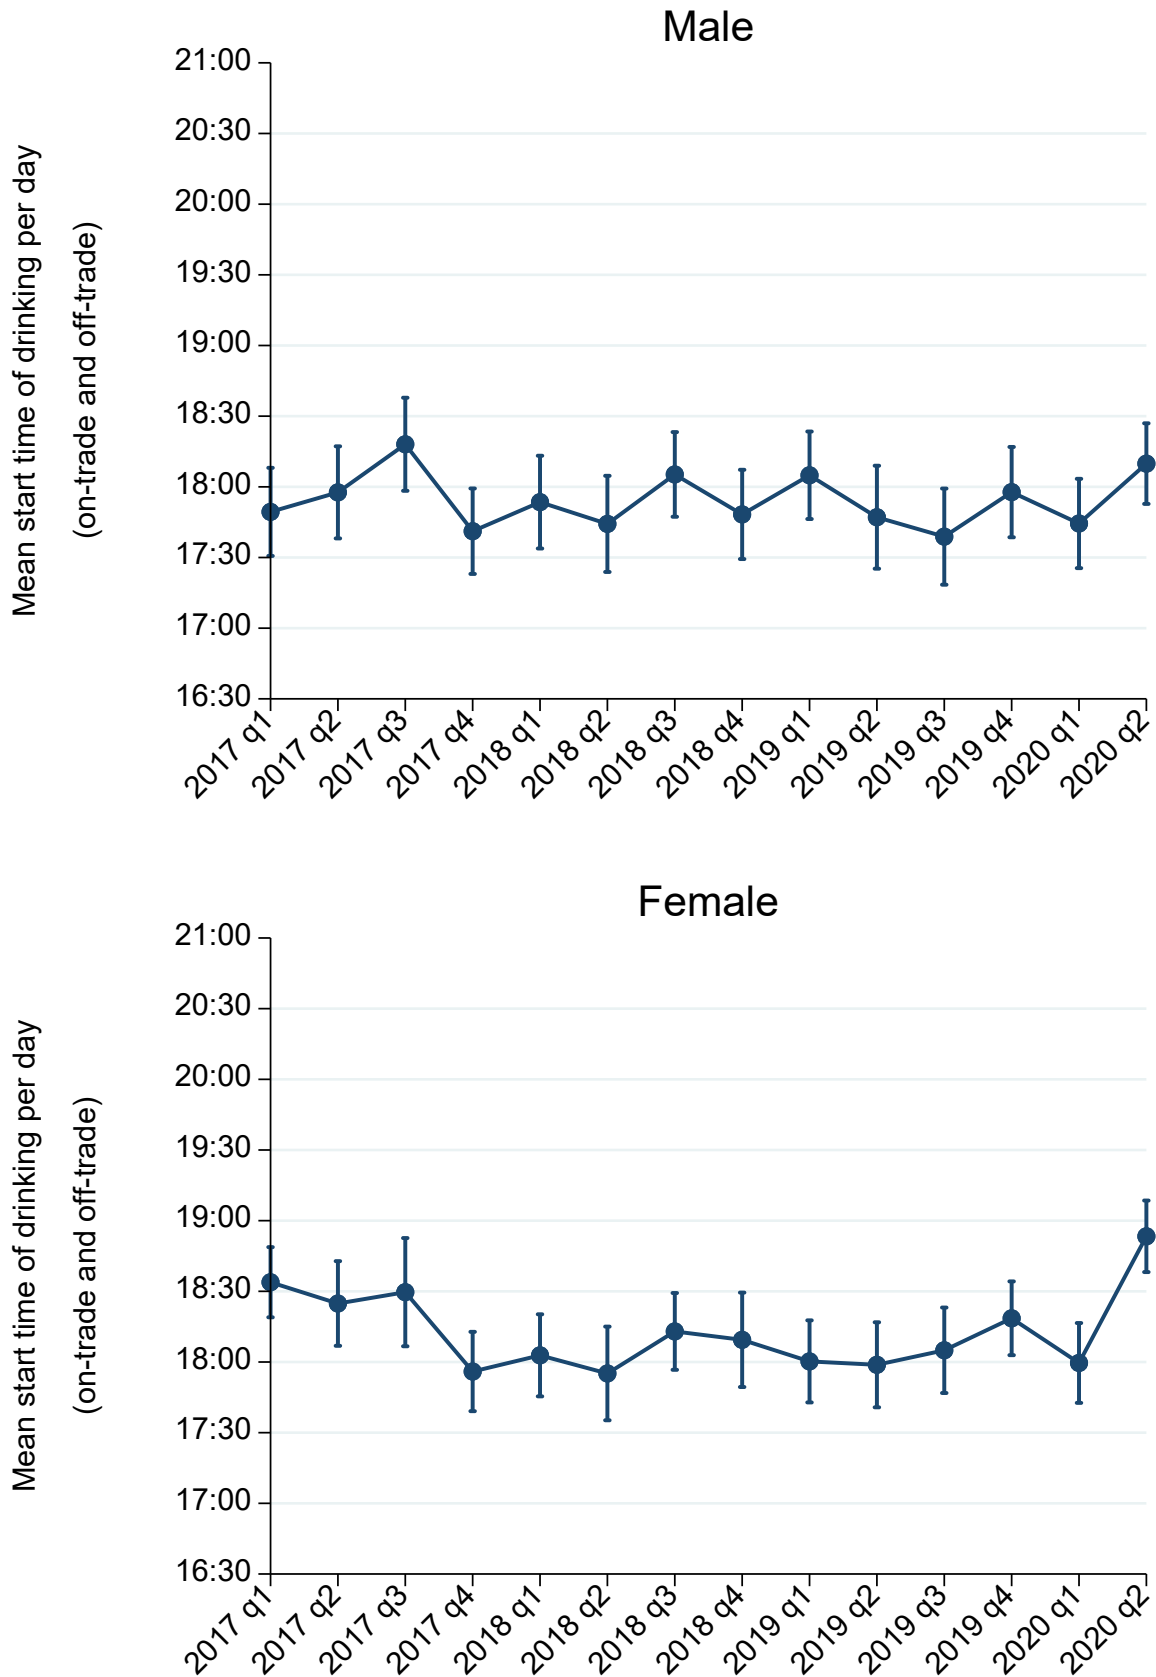 Male
Mean start time of drinking per day
(on-trade and off-trade)
21:00
20:30
20:00
19:30
19:00
18:30
18:00
17:30
17:00
16:30
2017 q1
2017 q2
2017 q3
2017 q4
2018 q1
2018 q2
2018 q3
2018 q4
2019 q1
2019 q2
2019 q3
2019 q4
2020 q1
2020 q2
Female
Mean start time of drinking per day
(on-trade and off-trade)
21:00
20:30
20:00
19:30
19:00
18:30
18:00
17:30
17:00
16:30
2017 q1
2017 q2
2017 q3
2017 q4
2018 q1
2018 q2
2018 q3
2018 q4
2019 q1
2019 q2
2019 q3
2019 q4
2020 q1
2020 q2